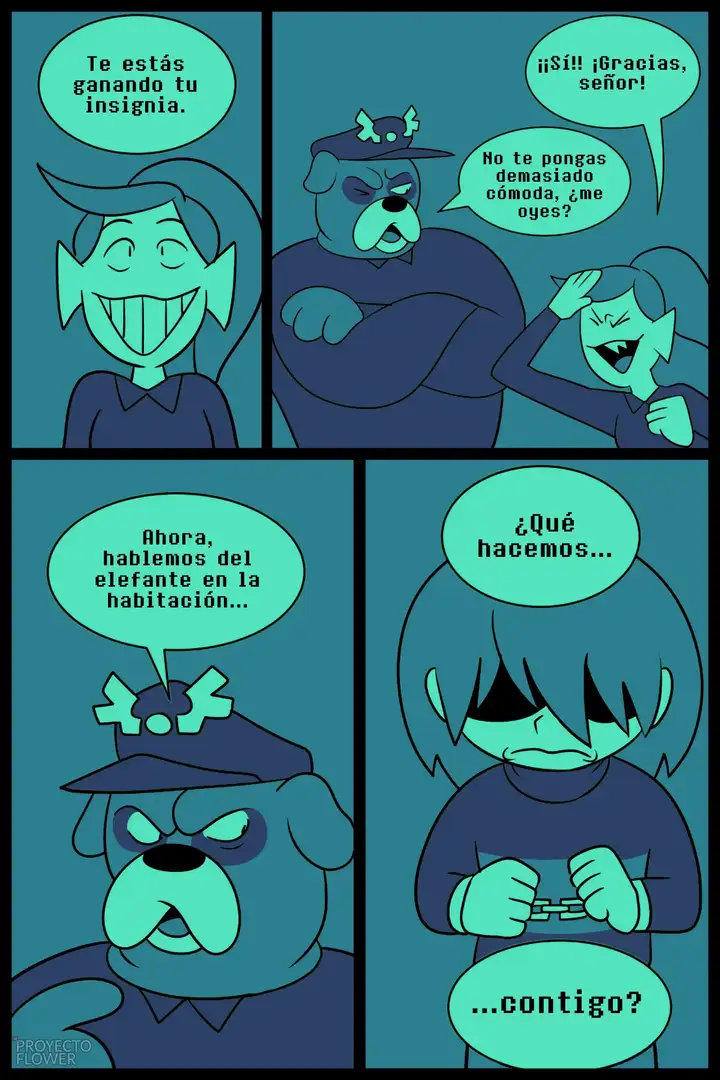 Te estás
ganando tu
insignia.
¡¡Sí!! ¡Gracias,
señor!
No te pongas
demasiado
cómoda, ¿me
oyes?
Ahora,
hablemos del
elefante en la
habitación...
¿Qué
hacemos...
...contigo?
PROYECTO
FLOWER